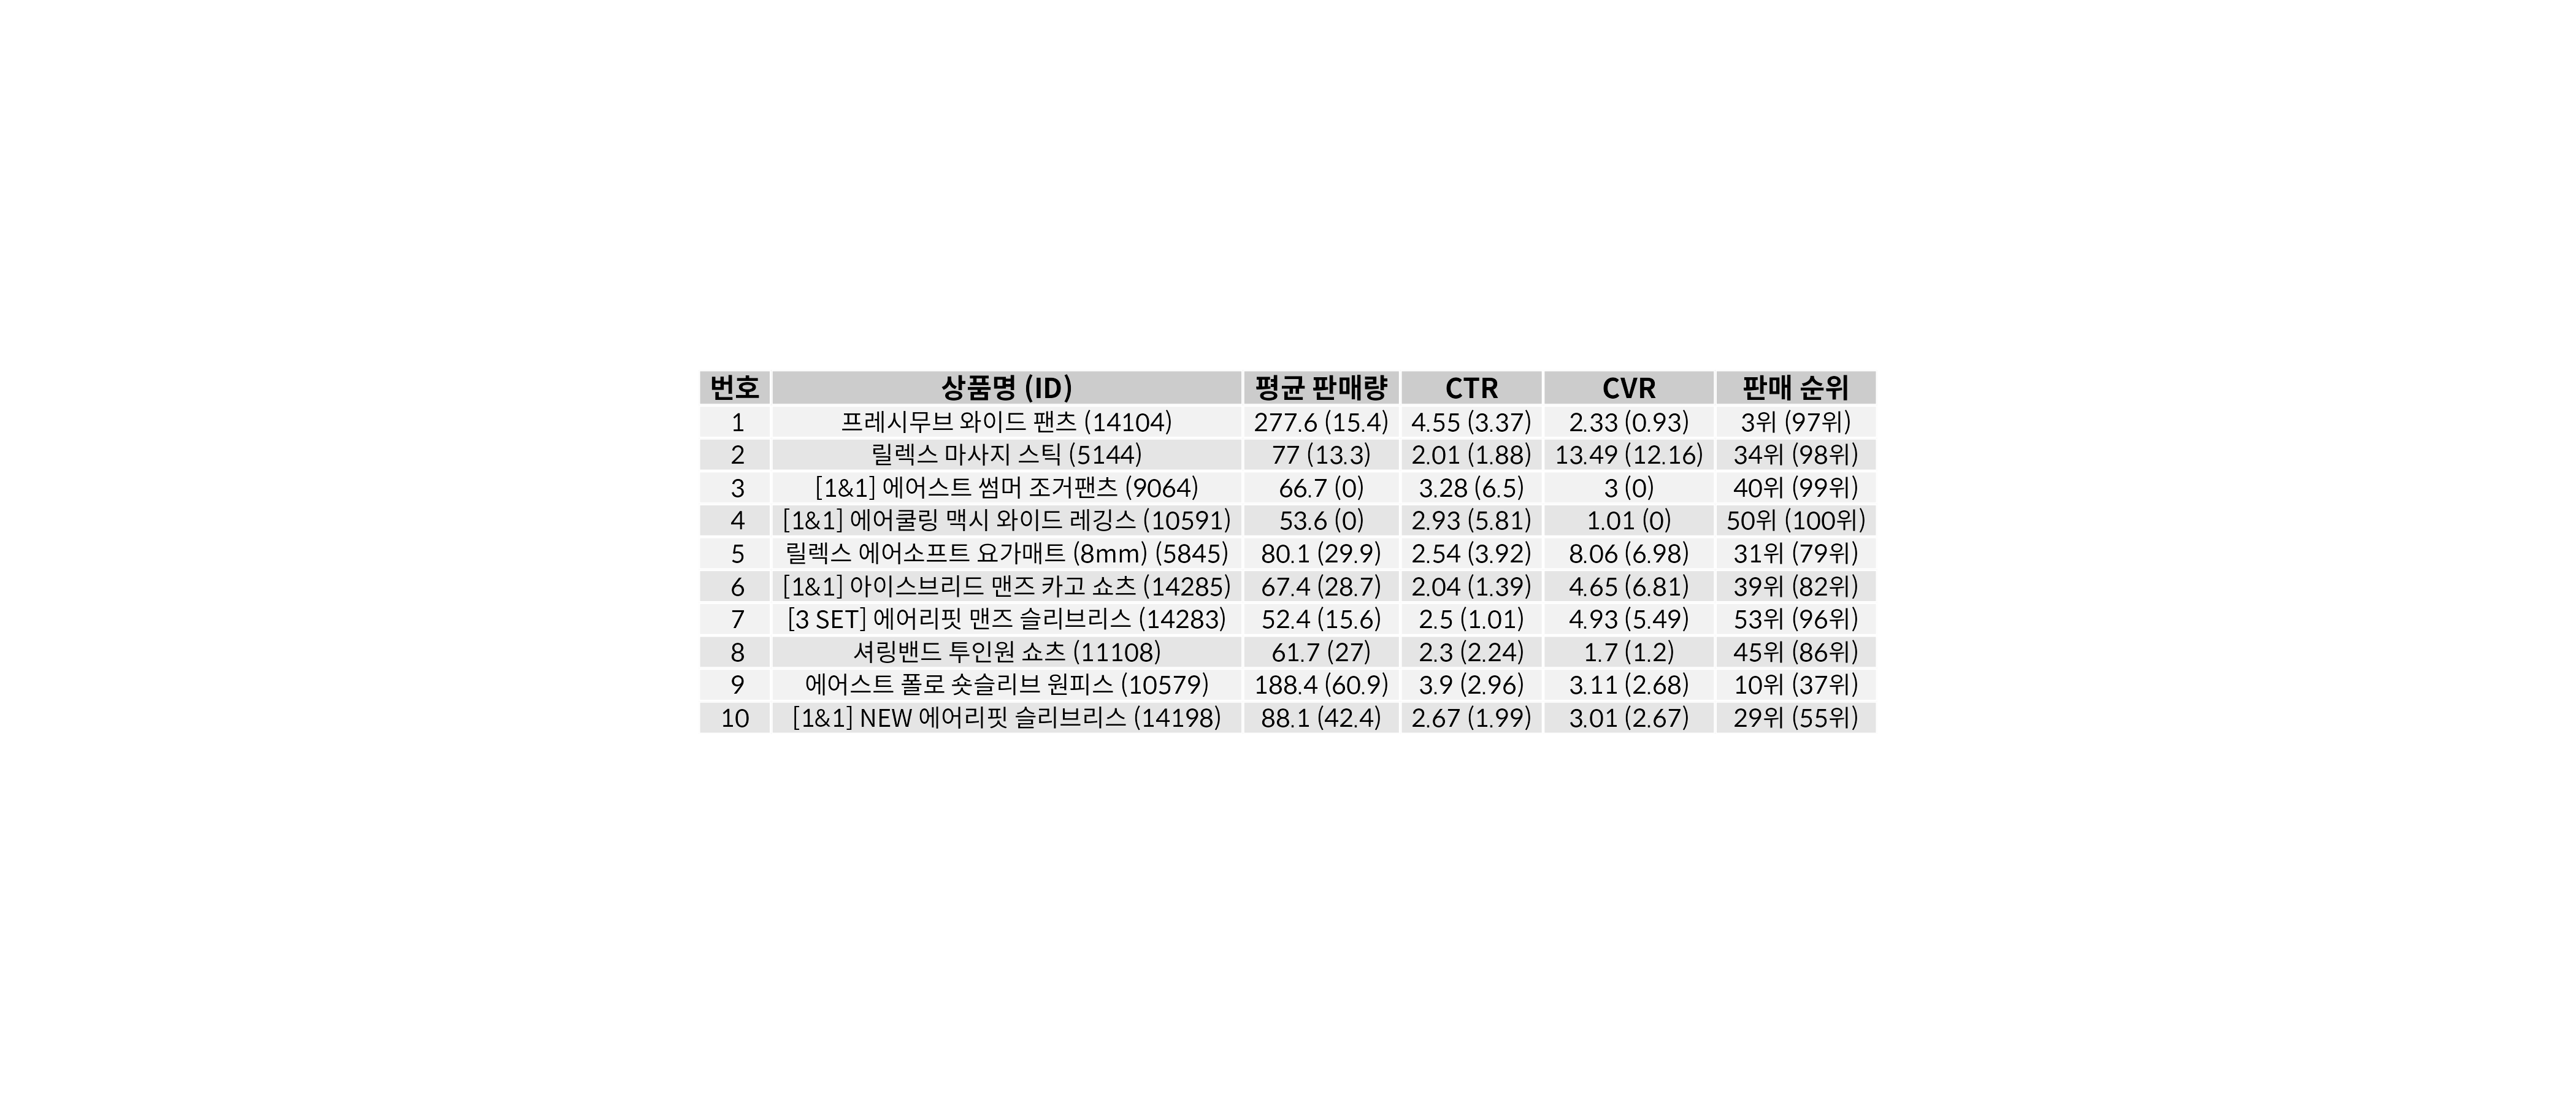 번호 상품명 (ID) 평균 판매량 CTR CVR 판매 순위
1 프레시무브 와이드 팬츠 (14104) 277.6 (15.4) 4.55 (3.37) 2.33 (0.93) 3위 (97위)
2 릴렉스 마사지 스틱 (5144) 77 (13.3) 2.01 (1.88) 13.49 (12.16) 34위 (98위)
3 [1&1] 에어스트 썸머 조거팬츠 (9064) 66.7 (0) 3.28 (6.5) 3 (0) 40위 (99위)
4 [1&1] 에어쿨링 맥시 와이드 레깅스 (10591) 53.6 (0) 2.93 (5.81) 1.01 (0) 50위 (100위)
5 릴렉스 에어소프트 요가매트 (8mm) (5845) 80.1 (29.9) 2.54 (3.92) 8.06 (6.98) 31위 (79위)
6 [1&1] 아이스브리드 맨즈 카고 쇼츠 (14285) 67.4 (28.7) 2.04 (1.39) 4.65 (6.81) 39위 (82위)
7 [3 SET] 에어리핏 맨즈 슬리브리스 (14283) 52.4 (15.6) 2.5 (1.01) 4.93 (5.49) 53위 (96위)
8 셔링밴드 투인원 쇼츠 (11108) 61.7 (27) 2.3 (2.24) 1.7 (1.2) 45위 (86위)
9 에어스트 폴로 숏슬리브 원피스 (10579) 188.4 (60.9) 3.9 (2.96) 3.11 (2.68) 10위 (37위)
10 [1&1] NEW 에어리핏 슬리브리스 (14198) 88.1 (42.4) 2.67 (1.99) 3.01 (2.67) 29위 (55위)